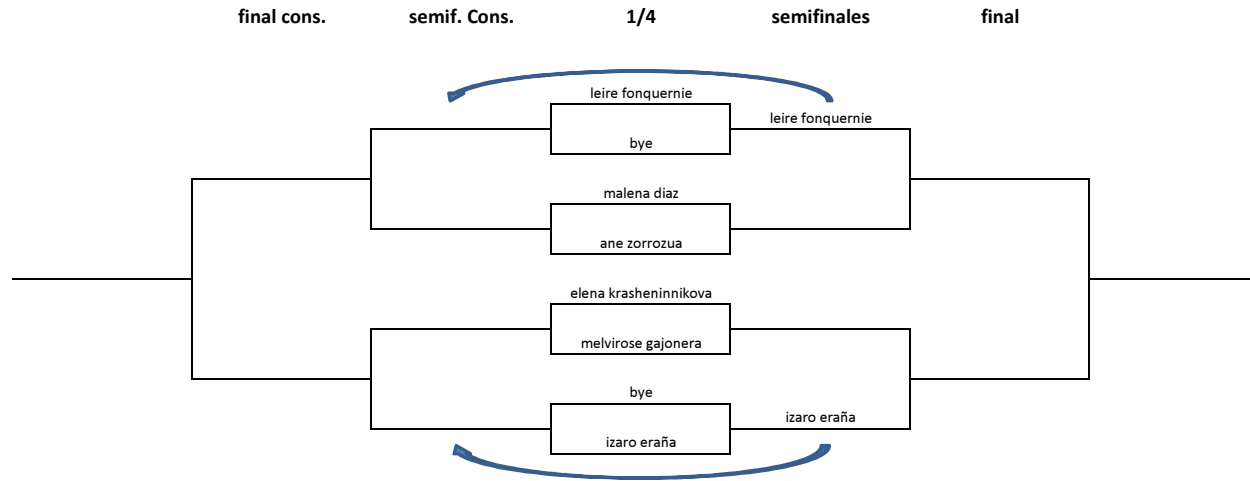 final cons. semif. Cons. 1/4 semifinales final
leire fonquernie
leire fonquernie
bye
malena diaz
ane zorrozua
elena krasheninnikova
melvirose gajonera
bye
izaro eraña
izaro eraña